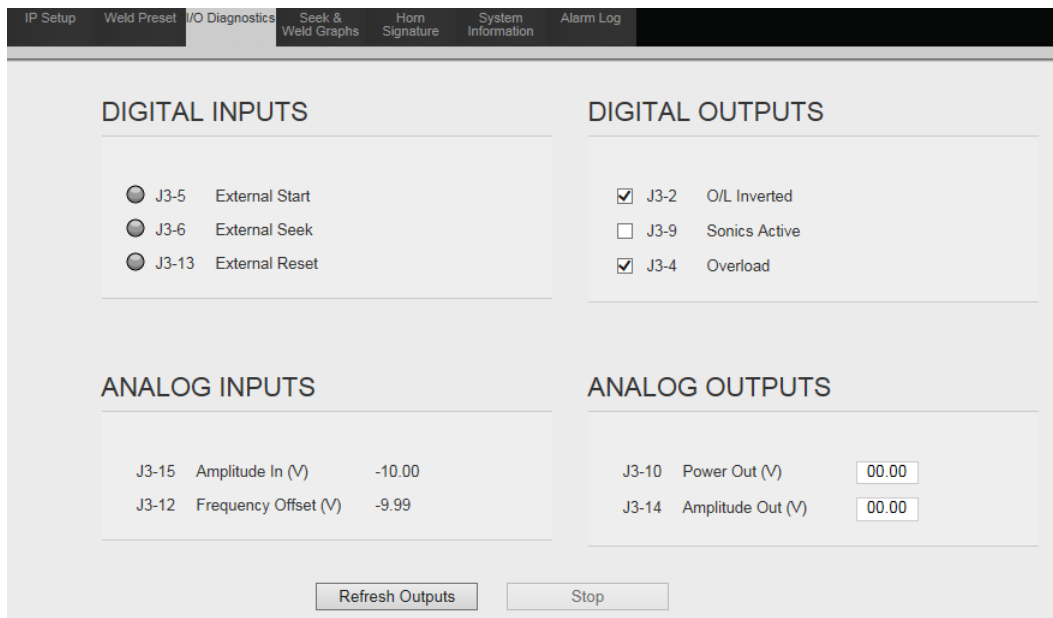 IP Setup
Weld Preset
I/O Diagnostics
Seek &
Weld Graphs
Horn
Signature
System
Information
Alarm Log
DIGITAL INPUTS
J3-5 External Start
J3-6 External Seek
J3-13 External Reset
DIGITAL OUTPUTS
J3-2 O/L Inverted
J3-9 Sonics Active
J3-4 Overload
ANALOG INPUTS
J3-15 Amplitude In (V) -10.00
J3-12 Frequency Offset (V) -9.99
ANALOG OUTPUTS
J3-10 Power Out (V) 00.00
J3-14 Amplitude Out (V) 00.00
Refresh Outputs
Stop